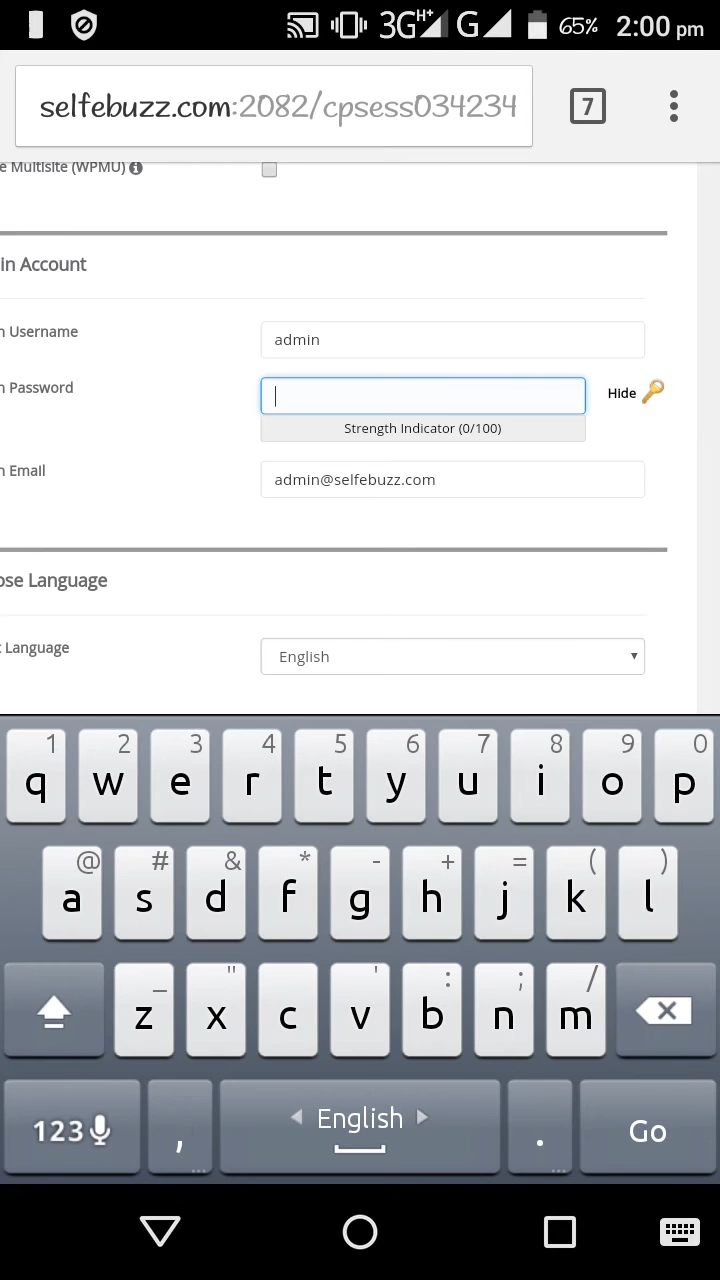 3G H+ G 65% 2:00 pm
selfebuzz.com:2082/cpsess034234 7
e Multisite (WPMU)
in Account
n Username admin
n Password Hide
Strength Indicator (0/100)
n Email admin@selfebuzz.com
ose Language
t Language English
1 2 3 4 5 6 7 8 9 0
q w e r t y u i o p
@ # & * - + = ( )
a s d f g h j k l
_ " ' : ; /
z x c v b n m
123 , English . Go